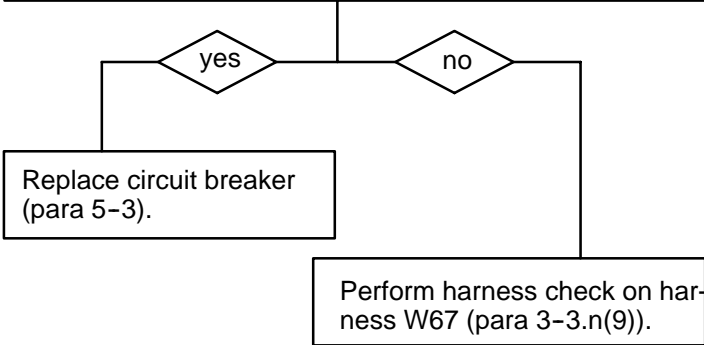 yes
no
Replace circuit breaker
(para 5-3).
Perform harness check on har-
ness W67 (para 3-3.n(9)).